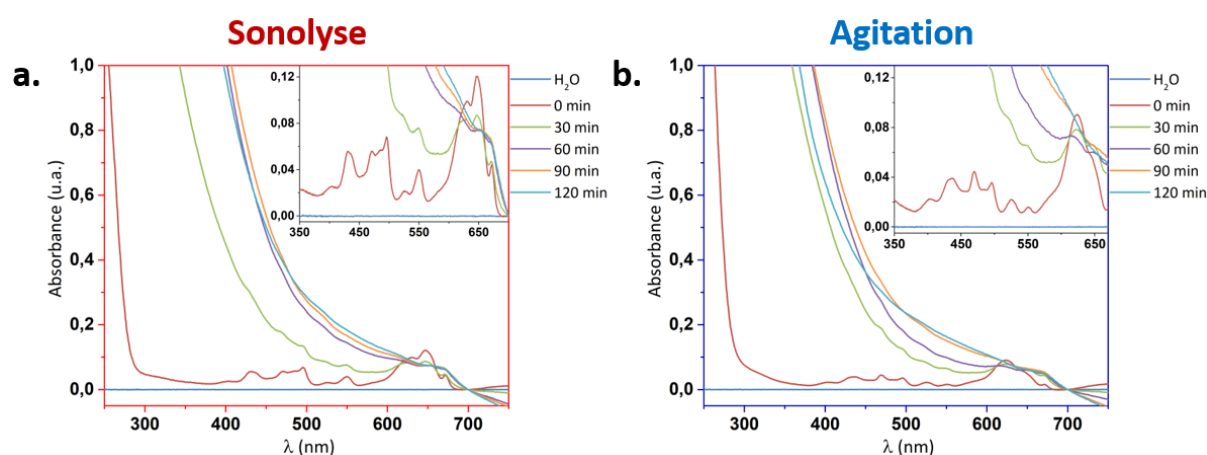 Sonolyse
a.
Absorbance (u.a.)
1,0
0,8
0,6
0,4
0,2
0,0
300 400 500 600 700
λ (nm)
0,12
0,08
0,04
0,00
350 450 550 650
H₂O
0 min
30 min
60 min
90 min
120 min
Agitation
b.
Absorbance (u.a.)
1,0
0,8
0,6
0,4
0,2
0,0
300 400 500 600 700
λ (nm)
0,12
0,08
0,04
0,00
350 450 550 650
H₂O
0 min
30 min
60 min
90 min
120 min